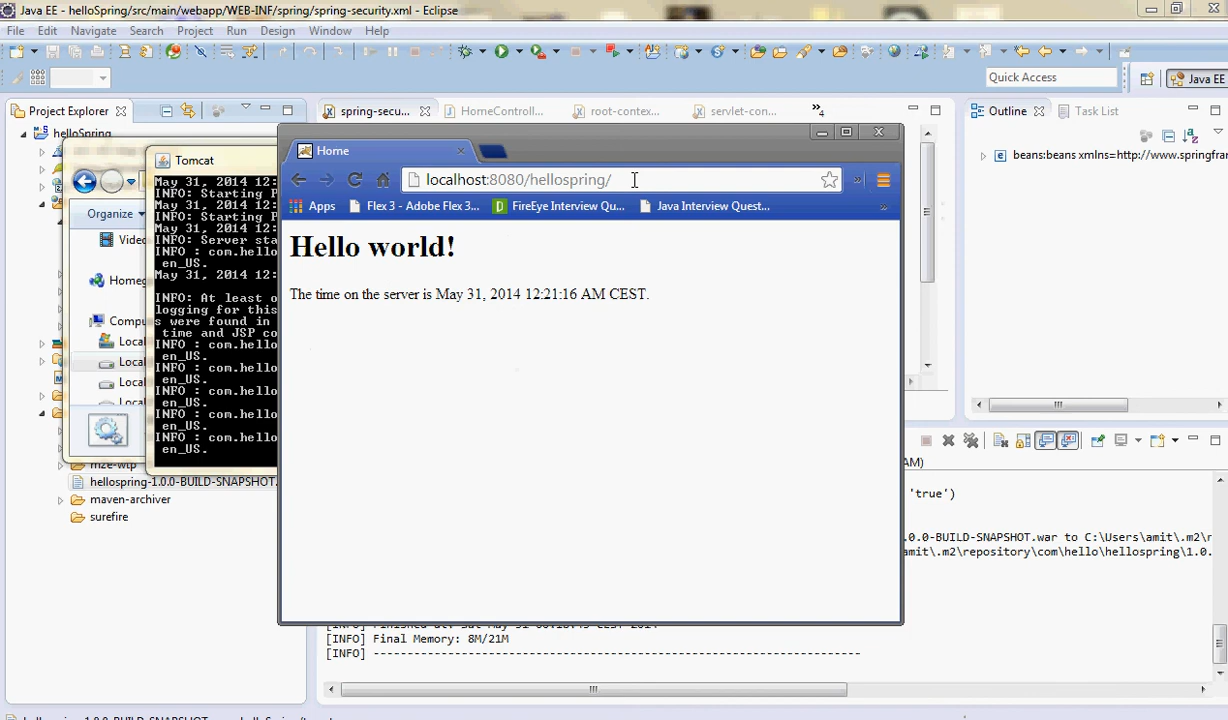 Java EE - helloSpring/src/main/webapp/WEB-INF/spring/spring-security.xml - Eclipse
File Edit Navigate Search Project Run Design Window Help
Quick Access
Java EE
Project Explorer
spring-secu...
HomeControll...
root-contex...
servlet-con...
4
Outline
Task List
helloSpring
beans:beans xmlns=http://www.springfra
Tomcat
Organize
May 31, 2014 12:
INFO: Starting P
May 31, 2014 12:
INFO: Starting P
May 31, 2014 12:
INFO: Server sta
INFO : com.hello
en_US.
May 31, 2014 12:
INFO: At least o
logging for this
s were found in
time and JSP co
INFO : com.hello
en_US.
INFO : com.hello
en_US.
INFO : com.hello
en_US.
INFO : com.hello
en_US.
INFO : com.hello
en_US.
Home
localhost:8080/hellospring/
Apps
Flex 3 - Adobe Flex 3...
FireEye Interview Qu...
Java Interview Quest...
Hello world!
The time on the server is May 31, 2014 12:21:16 AM CEST.
m2e-wtp
hellospring-1.0.0-BUILD-SNAPSHOT.
maven-archiver
surefire
AM)
'true')
.0.0-BUILD-SNAPSHOT.war to C:\Users\amit\.m2\r
amit\.m2\repository\com\hello\hellospring\1.0.
[INFO] Final Memory: 8M/21M
[INFO] ------------------------------------------------------------------------